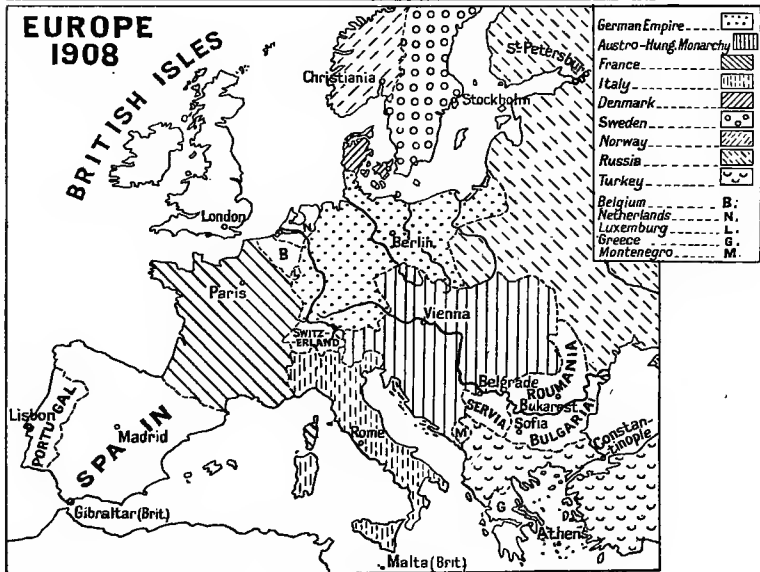 EUROPE
1908
BRITISH ISLES
Christiania
St Petersburg
Stockholm
London
N
B
Berlin
Paris
L
Vienna
SWITZ-
ERLAND
Belgrade
ROUMANIA
Bukarest
SERVIA
Sofia
BULGARIA
M
Constan-
tinople
Lisbon
PORTUGAL
Madrid
SPAIN
Rome
Gibraltar (Brit.)
G
Athens
Malta (Brit.)
German Empire
Austro-Hung. Monarchy
France
Italy
Denmark
Sweden
Norway
Russia
Turkey
Belgium B.
Netherlands N.
Luxemburg L.
Greece G.
Montenegro M.